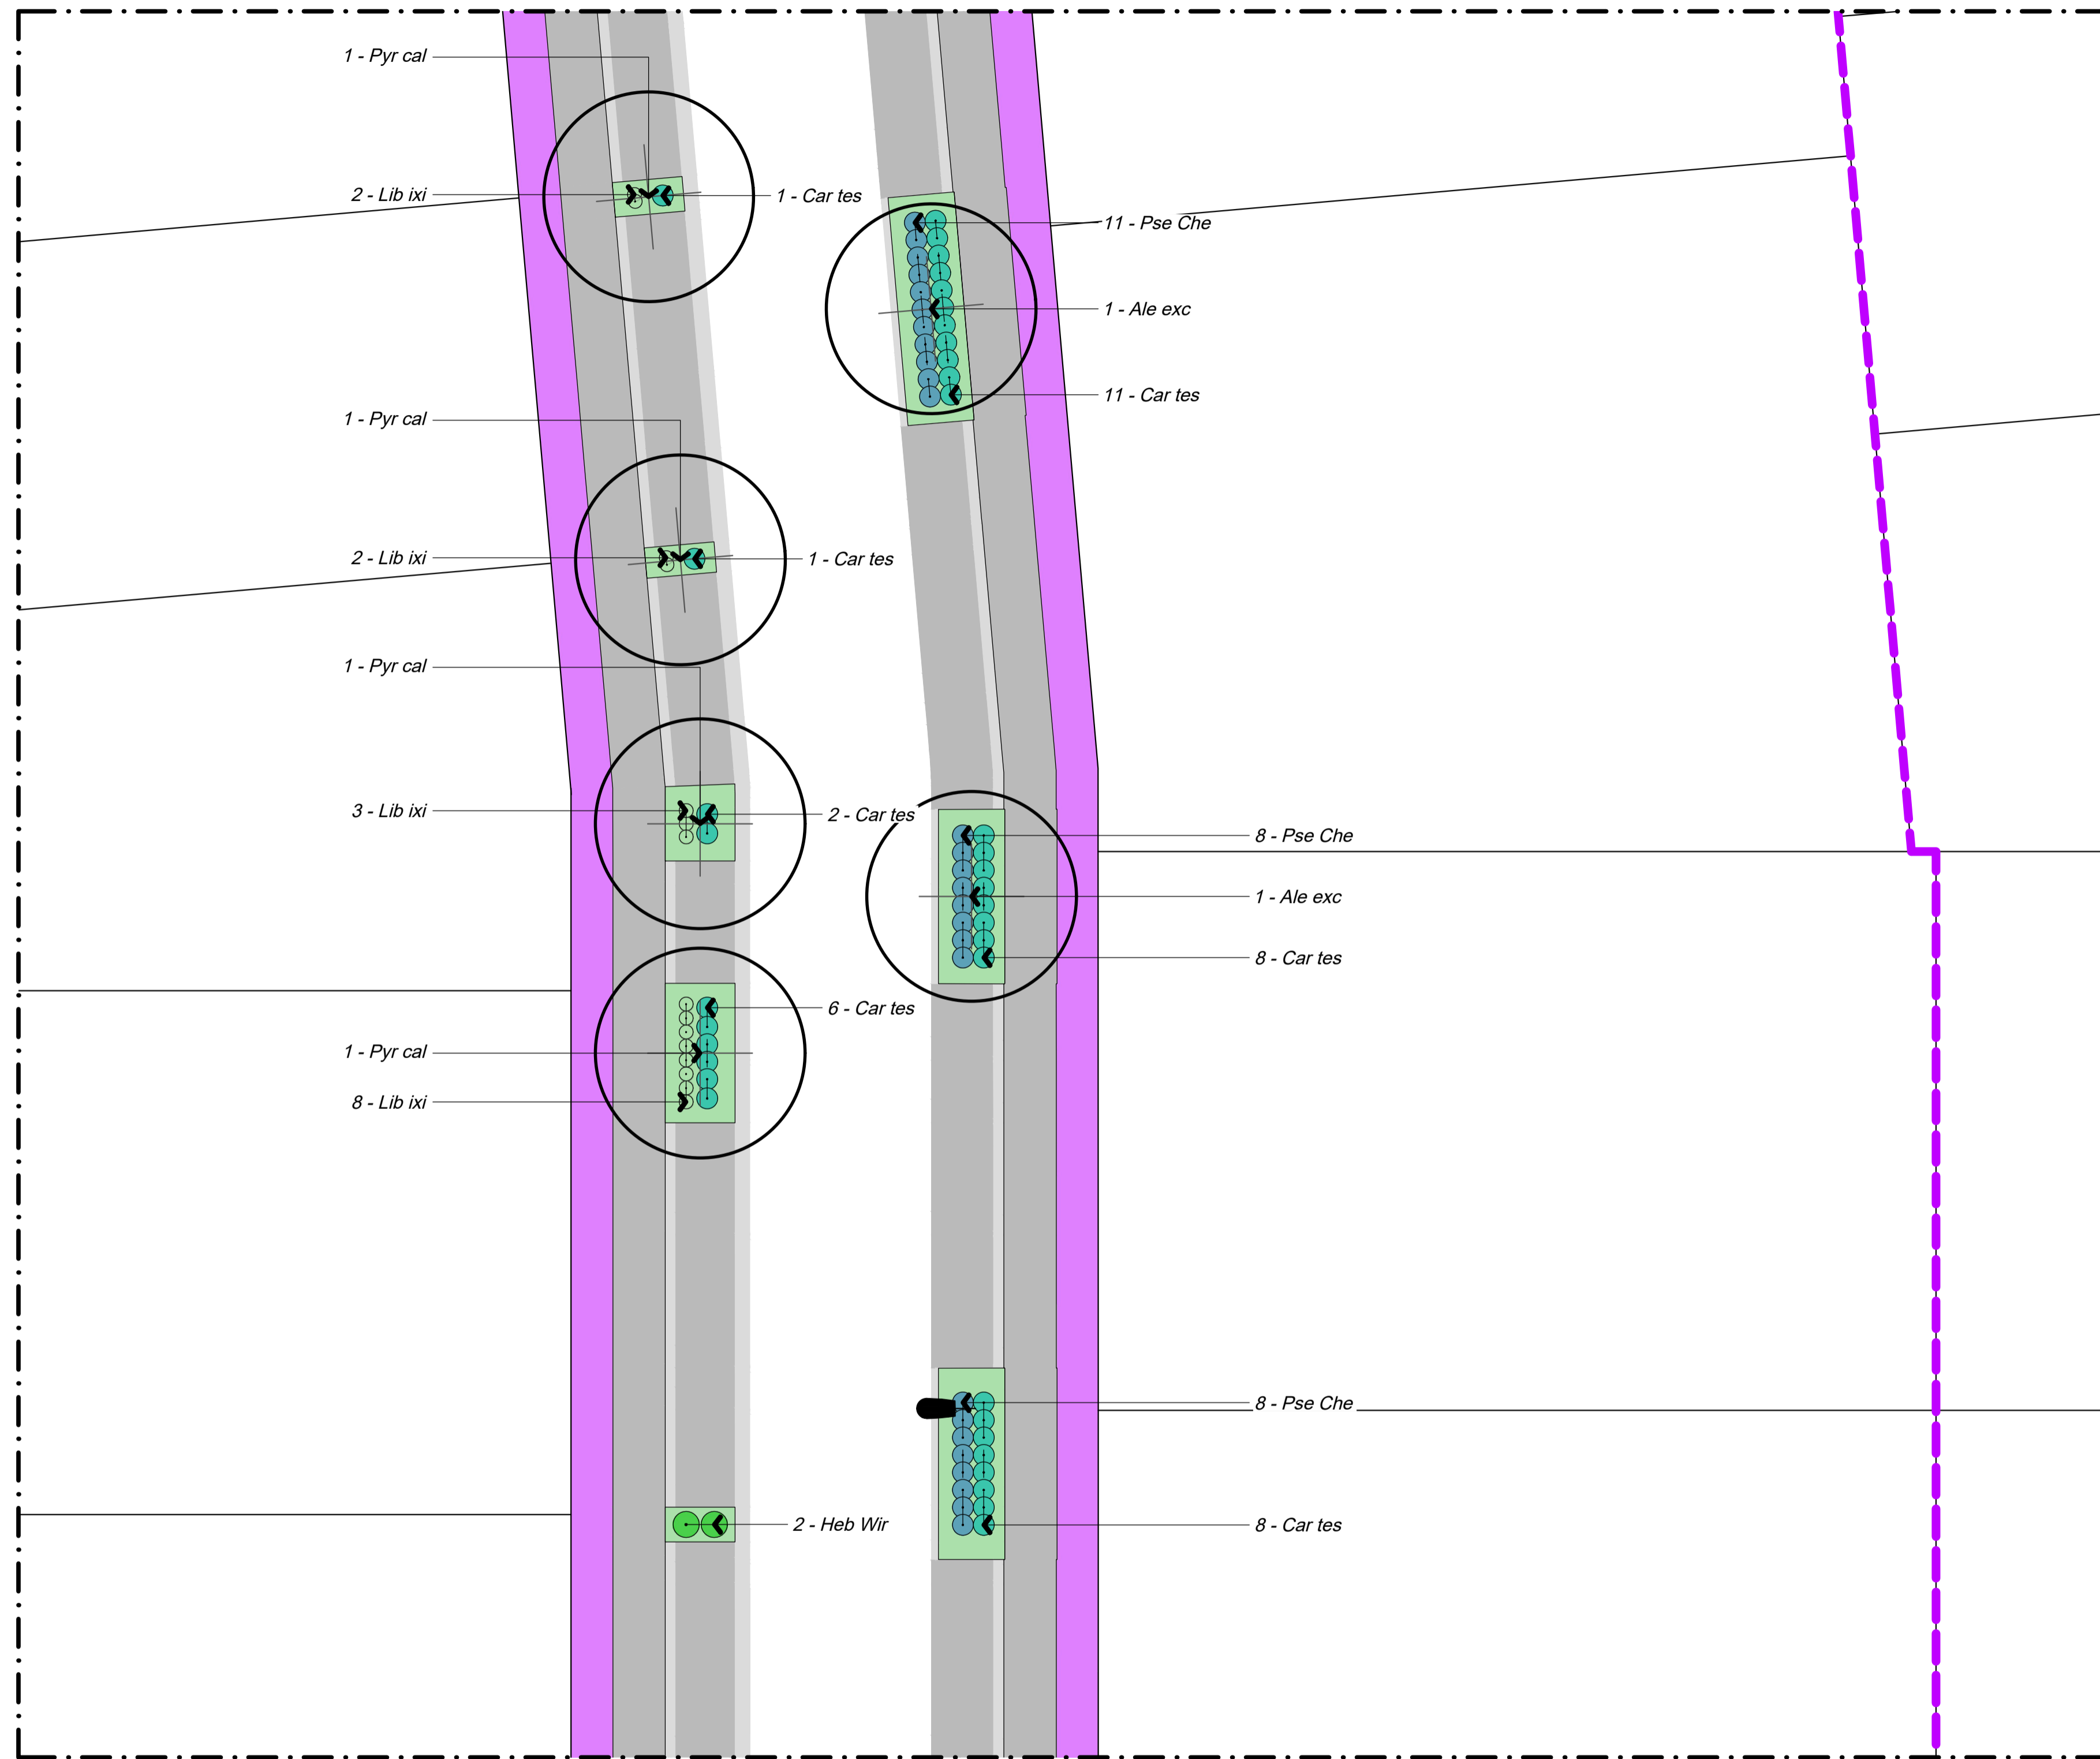 1 - Pyr cal
2 - Lib ixi
1 - Car tes
11 - Pse Che
1 - Ale exc
11 - Car tes
1 - Pyr cal
2 - Lib ixi
1 - Car tes
1 - Pyr cal
3 - Lib ixi
2 - Car tes
8 - Pse Che
1 - Ale exc
8 - Car tes
6 - Car tes
1 - Pyr cal
8 - Lib ixi
8 - Pse Che
2 - Heb Wir
8 - Car tes